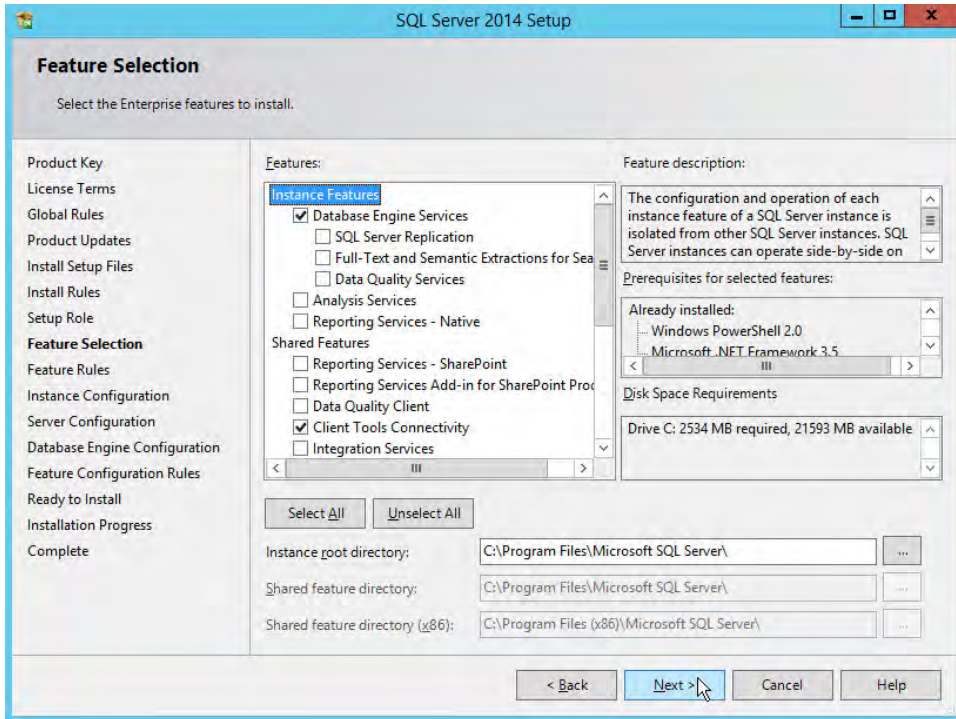 SQL Server 2014 Setup
Feature Selection
Select the Enterprise features to install.
Product Key
License Terms
Global Rules
Product Updates
Install Setup Files
Install Rules
Setup Role
Feature Selection
Feature Rules
Instance Configuration
Server Configuration
Database Engine Configuration
Feature Configuration Rules
Ready to Install
Installation Progress
Complete
Features:
Instance Features
Database Engine Services
SQL Server Replication
Full-Text and Semantic Extractions for Sea
Data Quality Services
Analysis Services
Reporting Services - Native
Shared Features
Reporting Services - SharePoint
Reporting Services Add-in for SharePoint Proc
Data Quality Client
Client Tools Connectivity
Integration Services
Select All
Unselect All
Feature description:
The configuration and operation of each
instance feature of a SQL Server instance is
isolated from other SQL Server instances. SQL
Server instances can operate side-by-side on
Prerequisites for selected features:
Already installed:
Windows PowerShell 2.0
Microsoft .NET Framework 3.5
Disk Space Requirements
Drive C: 2534 MB required, 21593 MB available
Instance root directory:
C:\Program Files\Microsoft SQL Server\
...
Shared feature directory:
C:\Program Files\Microsoft SQL Server\
...
Shared feature directory (x86):
C:\Program Files (x86)\Microsoft SQL Server\
...
< Back
Next >
Cancel
Help